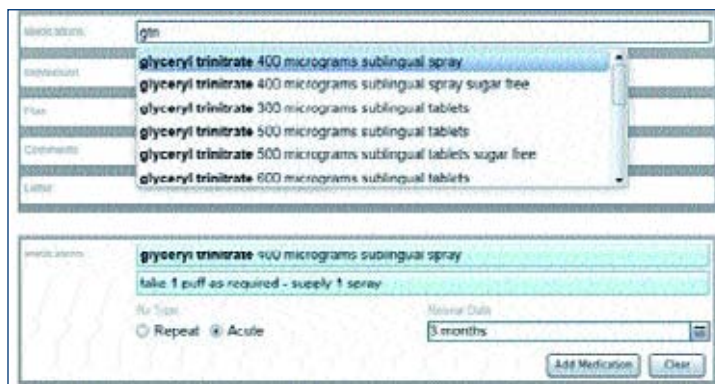 Medications
gtn
glyceryl trinitrate 400 micrograms sublingual spray
glyceryl trinitrate 400 micrograms sublingual spray sugar free
glyceryl trinitrate 300 micrograms sublingual tablets
glyceryl trinitrate 500 micrograms sublingual tablets
glyceryl trinitrate 500 micrograms sublingual tablets sugar free
glyceryl trinitrate 600 micrograms sublingual tablets
Plan
Comments
Letter
Medications
glyceryl trinitrate 400 micrograms sublingual spray
take 1 puff as required - supply 1 spray
Rx Type
Repeat
Acute
Review Date
3 months
Add Medication
Clear